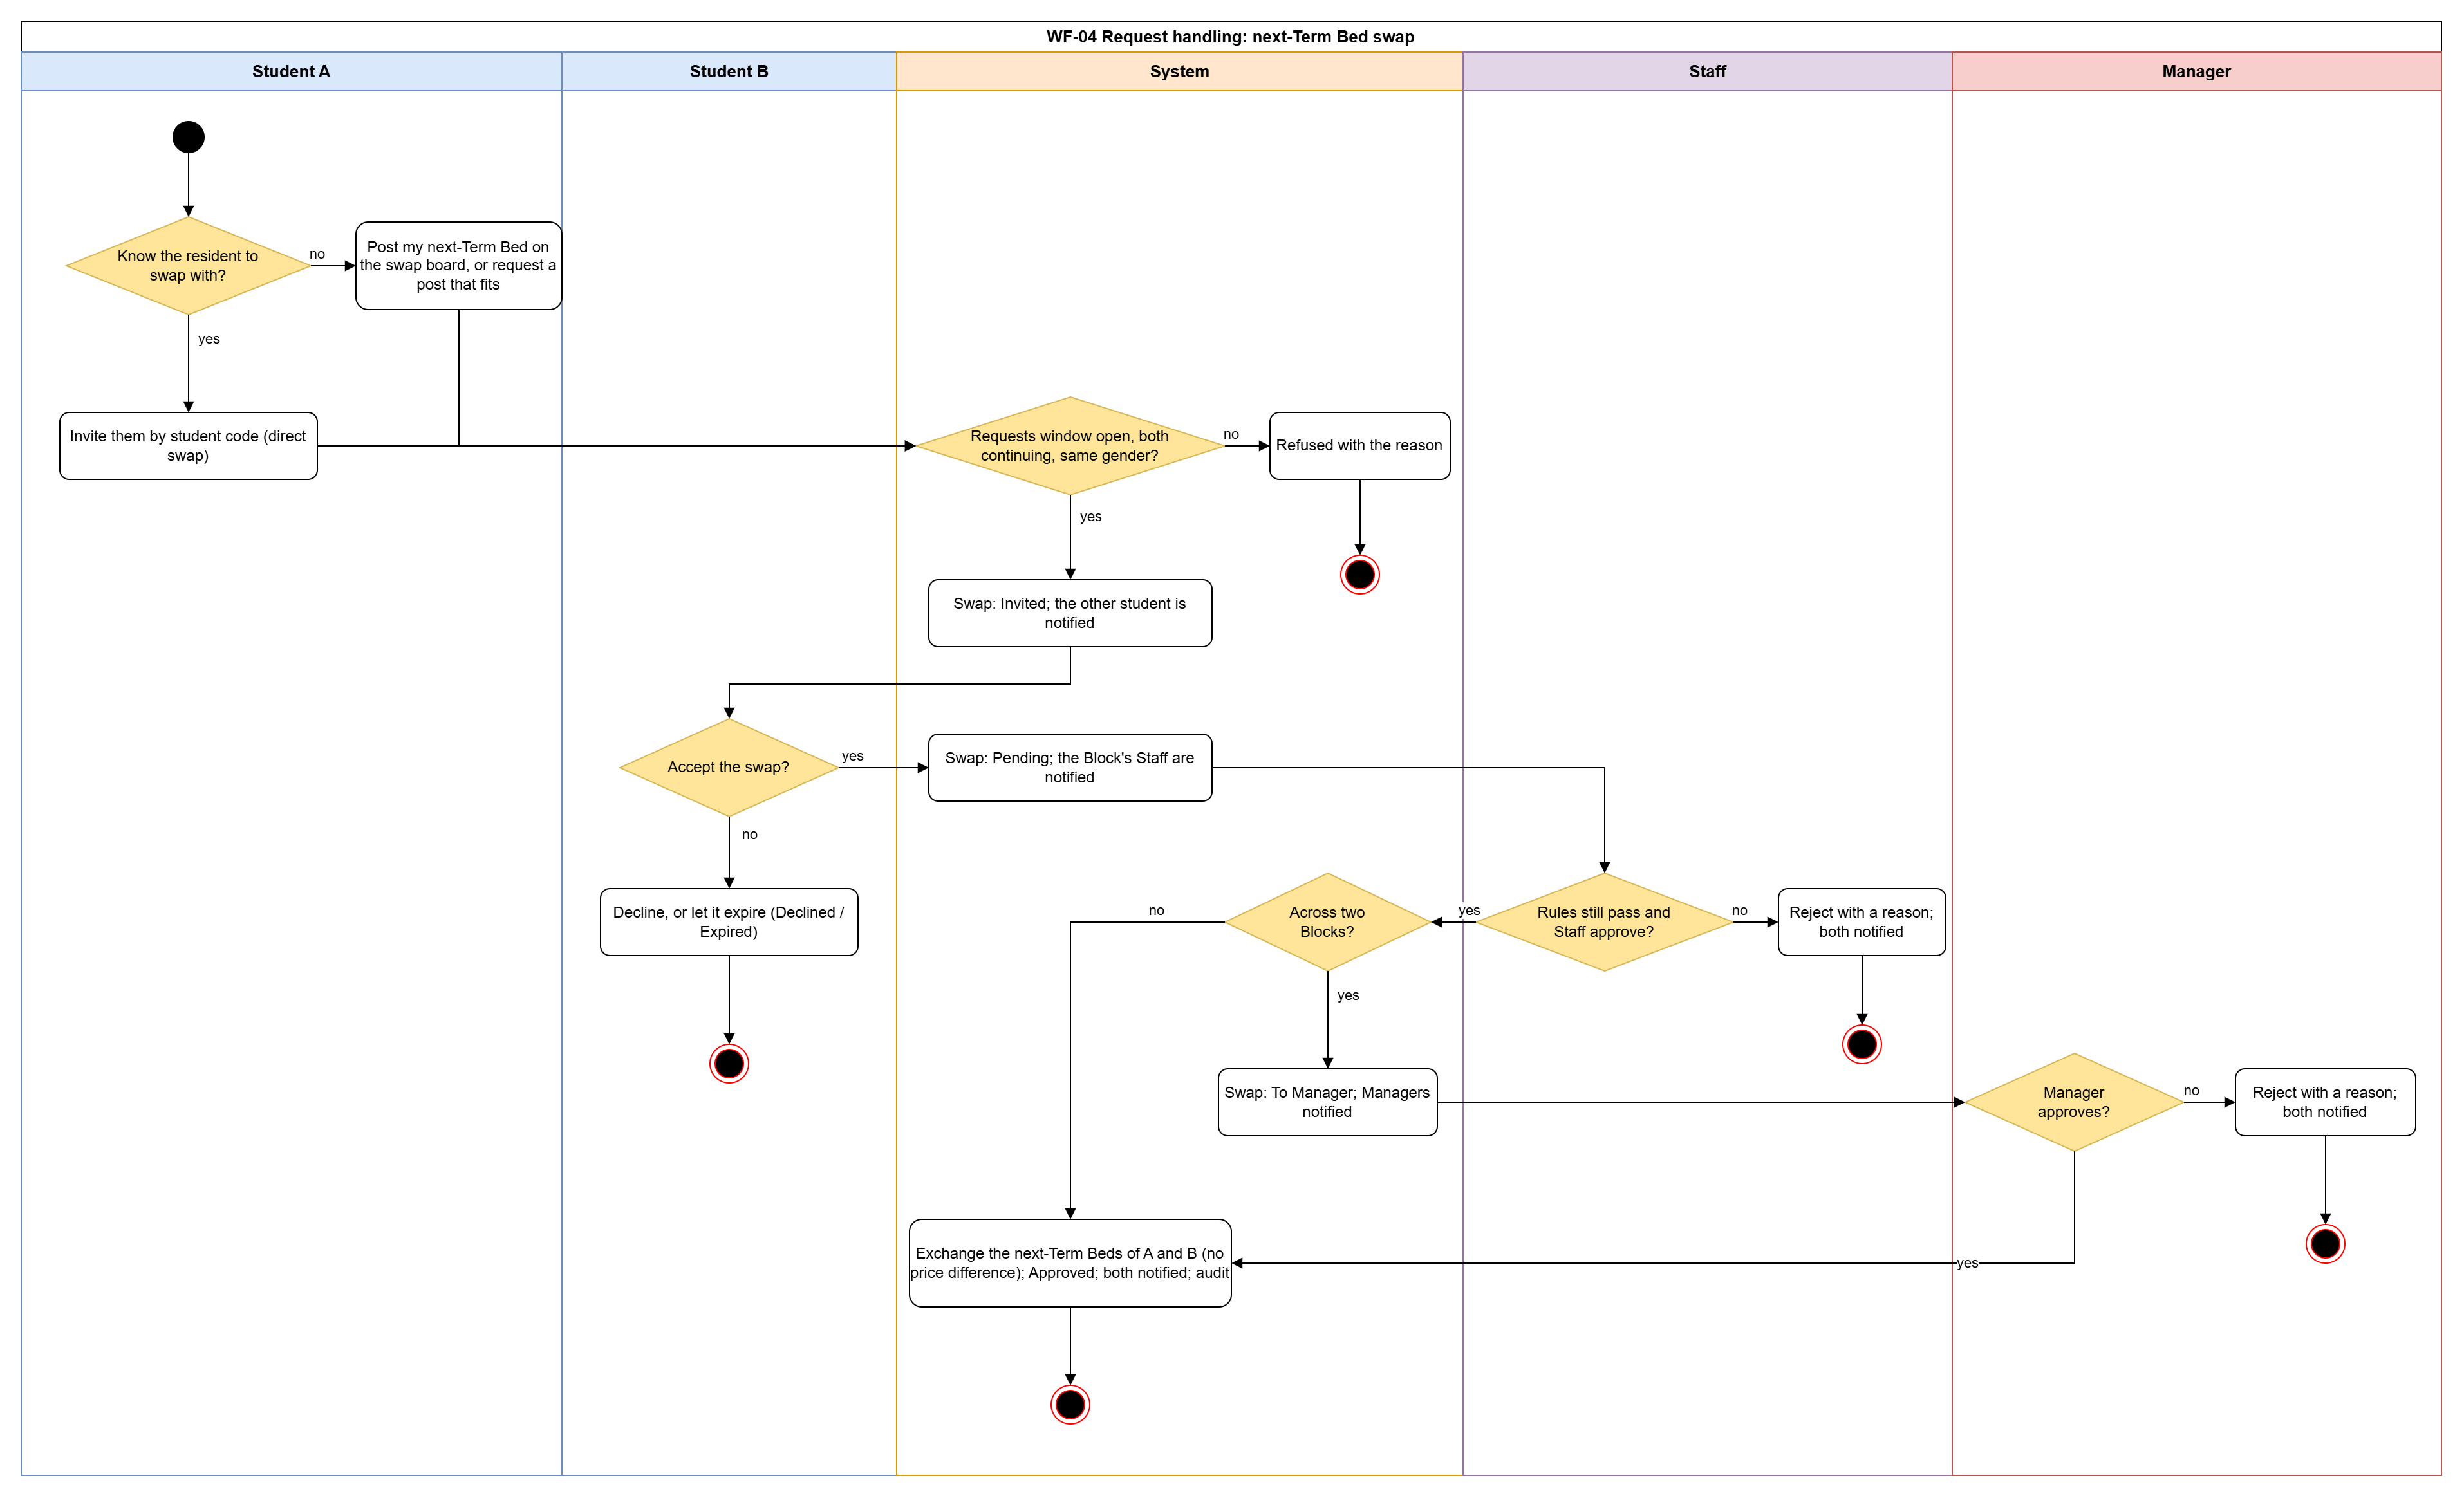 WF-04 Request handling: next-Term Bed swap
Student A
Student B
System
Staff
Manager
Know the resident to
swap with?
no
Post my next-Term Bed on
the swap board, or request a
post that fits
yes
Invite them by student code (direct
swap)
Requests window open, both
continuing, same gender?
no
Refused with the reason
yes
Swap: Invited; the other student is
notified
Accept the swap?
yes
Swap: Pending; the Block's Staff are
notified
no
Decline, or let it expire (Declined /
Expired)
no
Across two
Blocks?
yes
Rules still pass and
Staff approve?
no
Reject with a reason;
both notified
yes
Swap: To Manager; Managers
notified
Manager
approves?
no
Reject with a reason;
both notified
Exchange the next-Term Beds of A and B (no
price difference); Approved; both notified; audit
yes